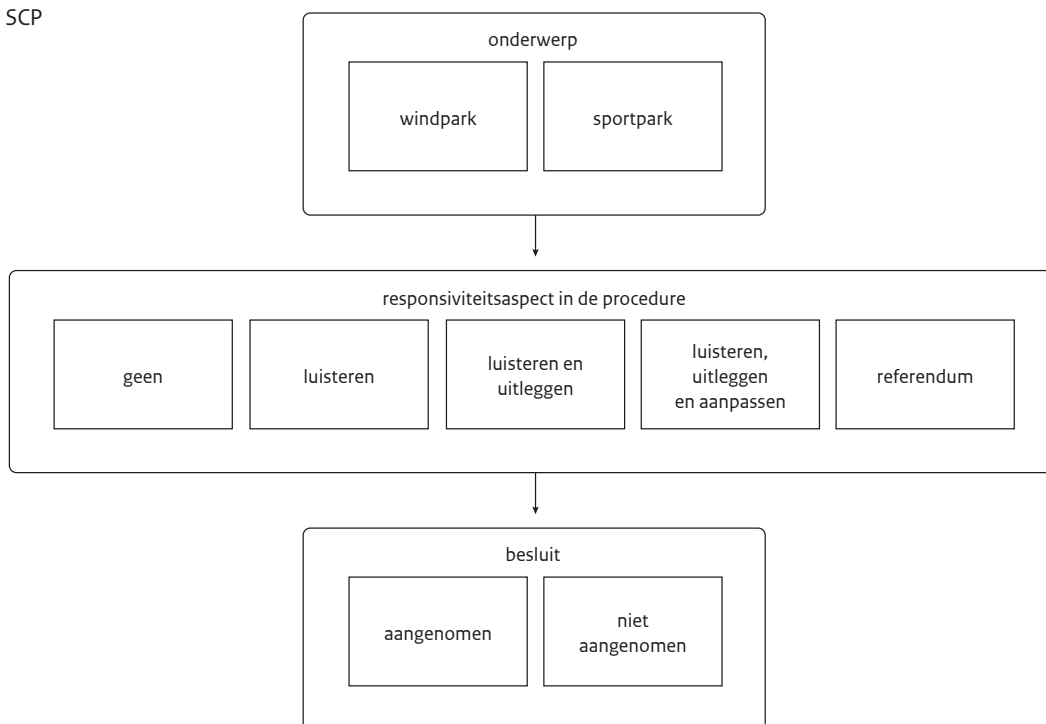 SCP
onderwerp
windpark
sportpark
responsiviteitsaspect in de procedure
geen
luisteren
luisteren en
uitleggen
luisteren,
uitleggen
en aanpassen
referendum
besluit
aangenomen
niet
aangenomen